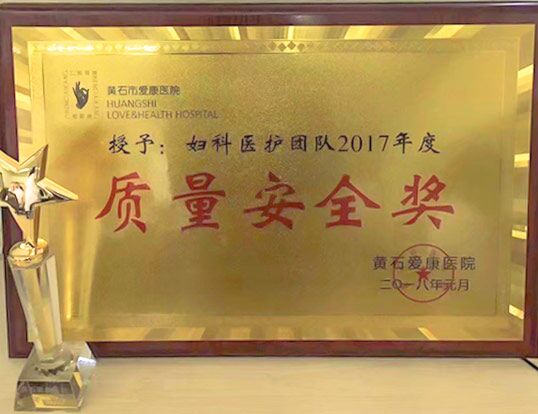 黄石市爱康医院
HUANGSHI
LOVE&HEALTH HOSPITAL
授予：妇科医护团队2017年度
质量安全奖
黄石爱康医院
二〇一八年元月